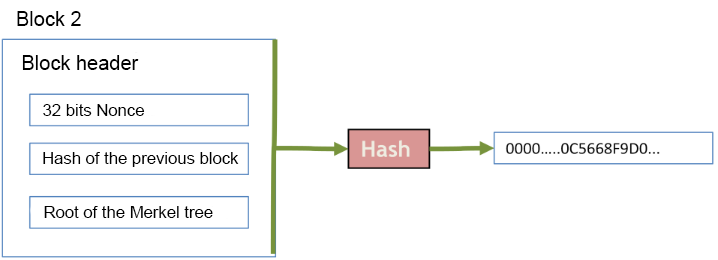 Block 2
Block header
32 bits Nonce
Hash of the previous block
Root of the Merkel tree
Hash
0000.....0C5668F9D0...